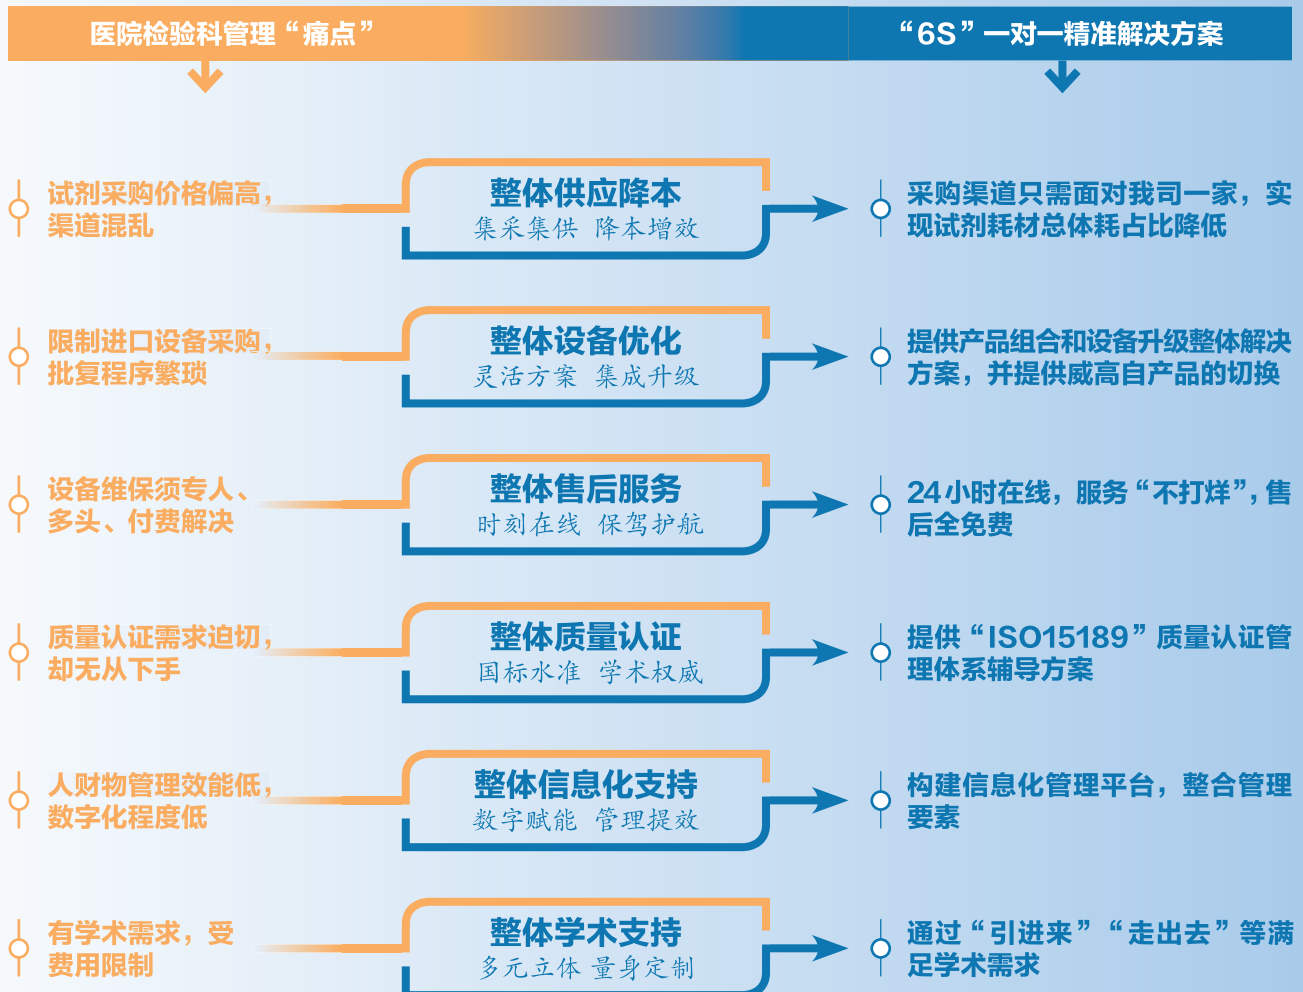 医院检验科管理“痛点”
“6S”一对一精准解决方案
试剂采购价格偏高，
渠道混乱
整体供应降本
集采集供 降本增效
采购渠道只需面对我司一家，实
现试剂耗材总体耗占比降低
限制进口设备采购，
批复程序繁琐
整体设备优化
灵活方案 集成升级
提供产品组合和设备升级整体解决
方案，并提供威高自产品的切换
设备维保须专人、
多头、付费解决
整体售后服务
时刻在线 保驾护航
24小时在线，服务“不打烊”，售
后全免费
质量认证需求迫切，
却无从下手
整体质量认证
国标水准 学术权威
提供“ISO15189”质量认证管
理体系辅导方案
人财物管理效能低，
数字化程度低
整体信息化支持
数字赋能 管理提效
构建信息化管理平台，整合管理
要素
有学术需求，受
费用限制
整体学术支持
多元立体 量身定制
通过“引进来”“走出去”等满
足学术需求